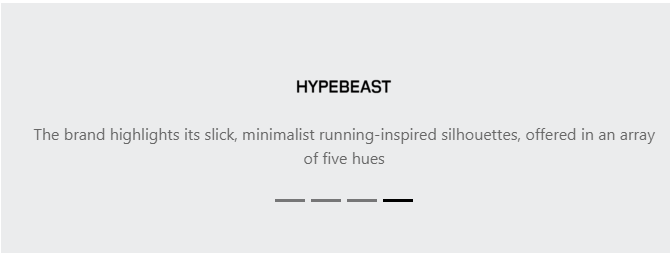 HYPEBEAST
The brand highlights its slick, minimalist running-inspired silhouettes, offered in an array
of five hues